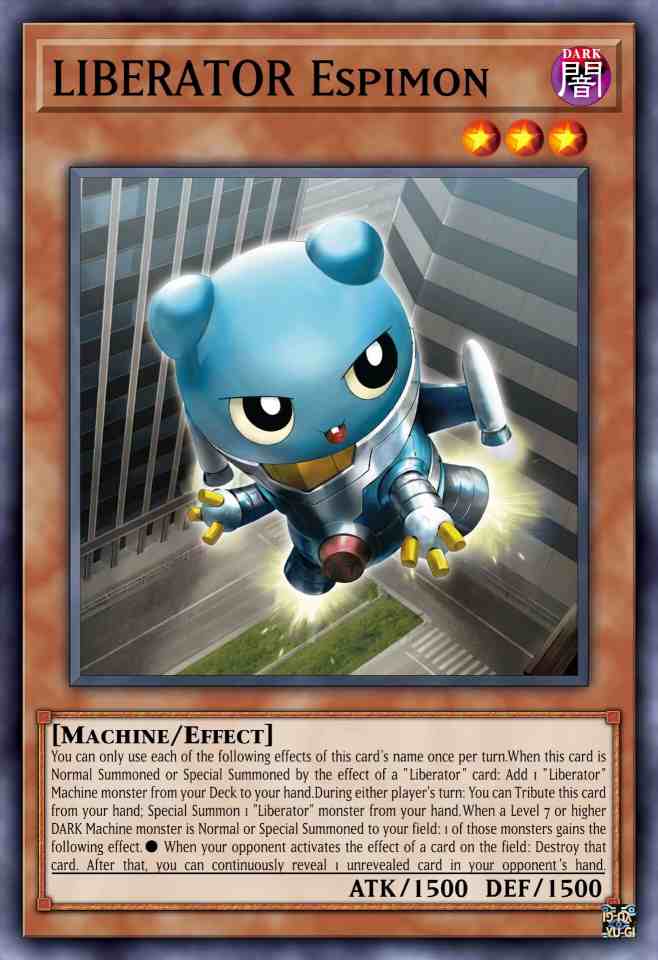 LIBERATOR Espimon
DARK
闇
[Machine/Effect]
You can only use each of the following effects of this card's name once per turn.When this card is
Normal Summoned or Special Summoned by the effect of a "Liberator" card: Add 1 "Liberator"
Machine monster from your Deck to your hand.During either player's turn: You can Tribute this card
from your hand; Special Summon 1 "Liberator" monster from your hand.When a Level 7 or higher
DARK Machine monster is Normal or Special Summoned to your field: 1 of those monsters gains the
following effect.● When your opponent activates the effect of a card on the field: Destroy that
card. After that, you can continuously reveal 1 unrevealed card in your opponent's hand.
ATK/1500 DEF/1500